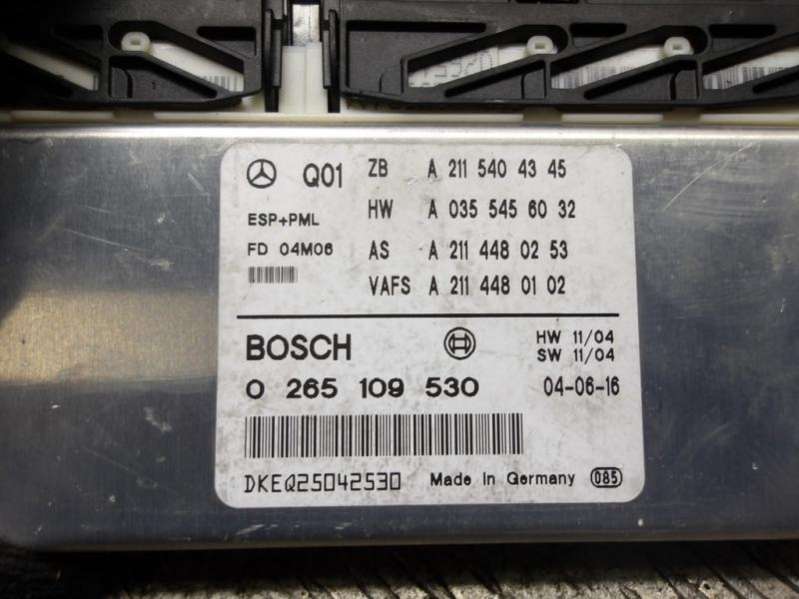 Q01 ZB A 211 540 43 45
ESP+PML HW A 035 545 60 32
FD 04M06 AS A 211 448 02 53
VAFS A 211 448 01 02
BOSCH HW 11/04
SW 11/04
0 265 109 530 04-06-16
DKEQ25042530 Made In Germany 085